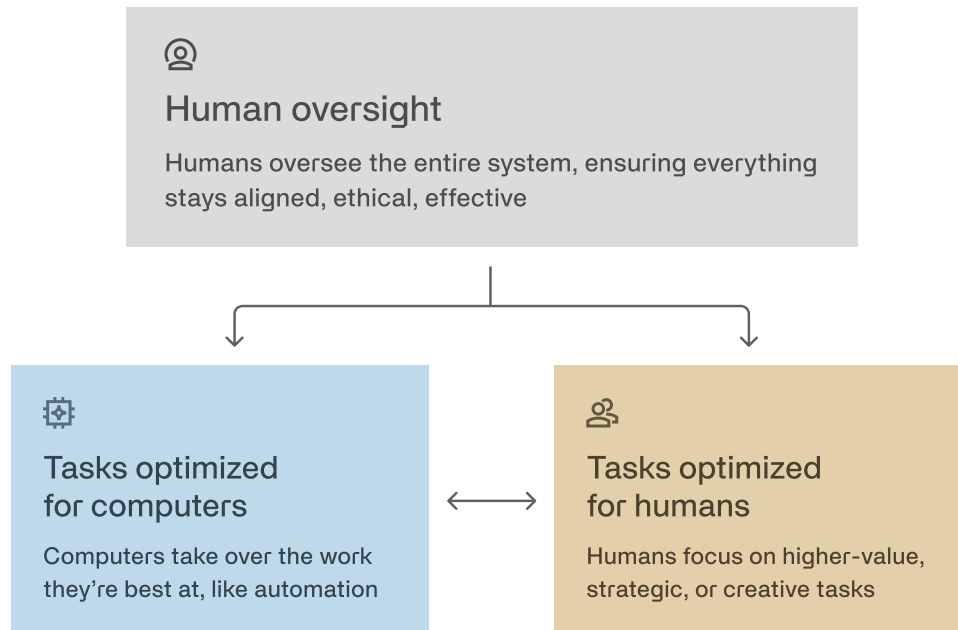 Human oversight
Humans oversee the entire system, ensuring everything
stays aligned, ethical, effective
Tasks optimized
for computers
Computers take over the work
they’re best at, like automation
Tasks optimized
for humans
Humans focus on higher-value,
strategic, or creative tasks